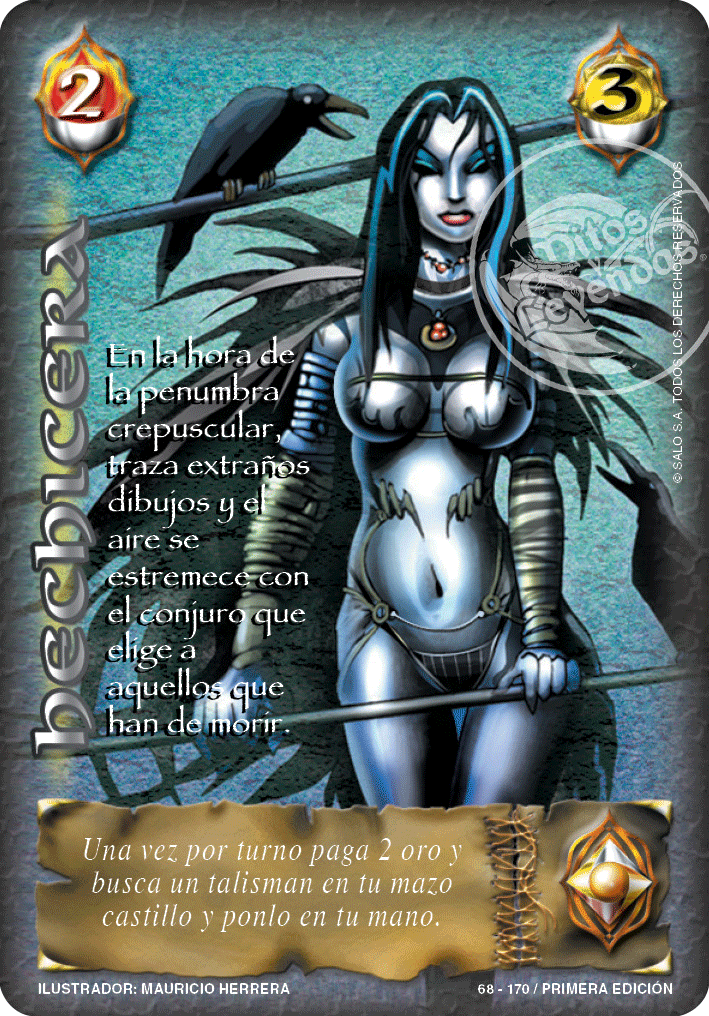 2
3
Mitos
y
Leyendas
®
© SALO S.A. TODOS LOS DERECHOS RESERVADOS
hechicera
En la hora de
la penumbra
crepuscular,
traza extraños
dibujos y el
aire se
estremece con
el conjuro que
elige a
aquellos que
han de morir.
Una vez por turno paga 2 oro y
busca un talisman en tu mazo
castillo y ponlo en tu mano.
ILUSTRADOR: MAURICIO HERRERA
68 - 170 / PRIMERA EDICIÓN